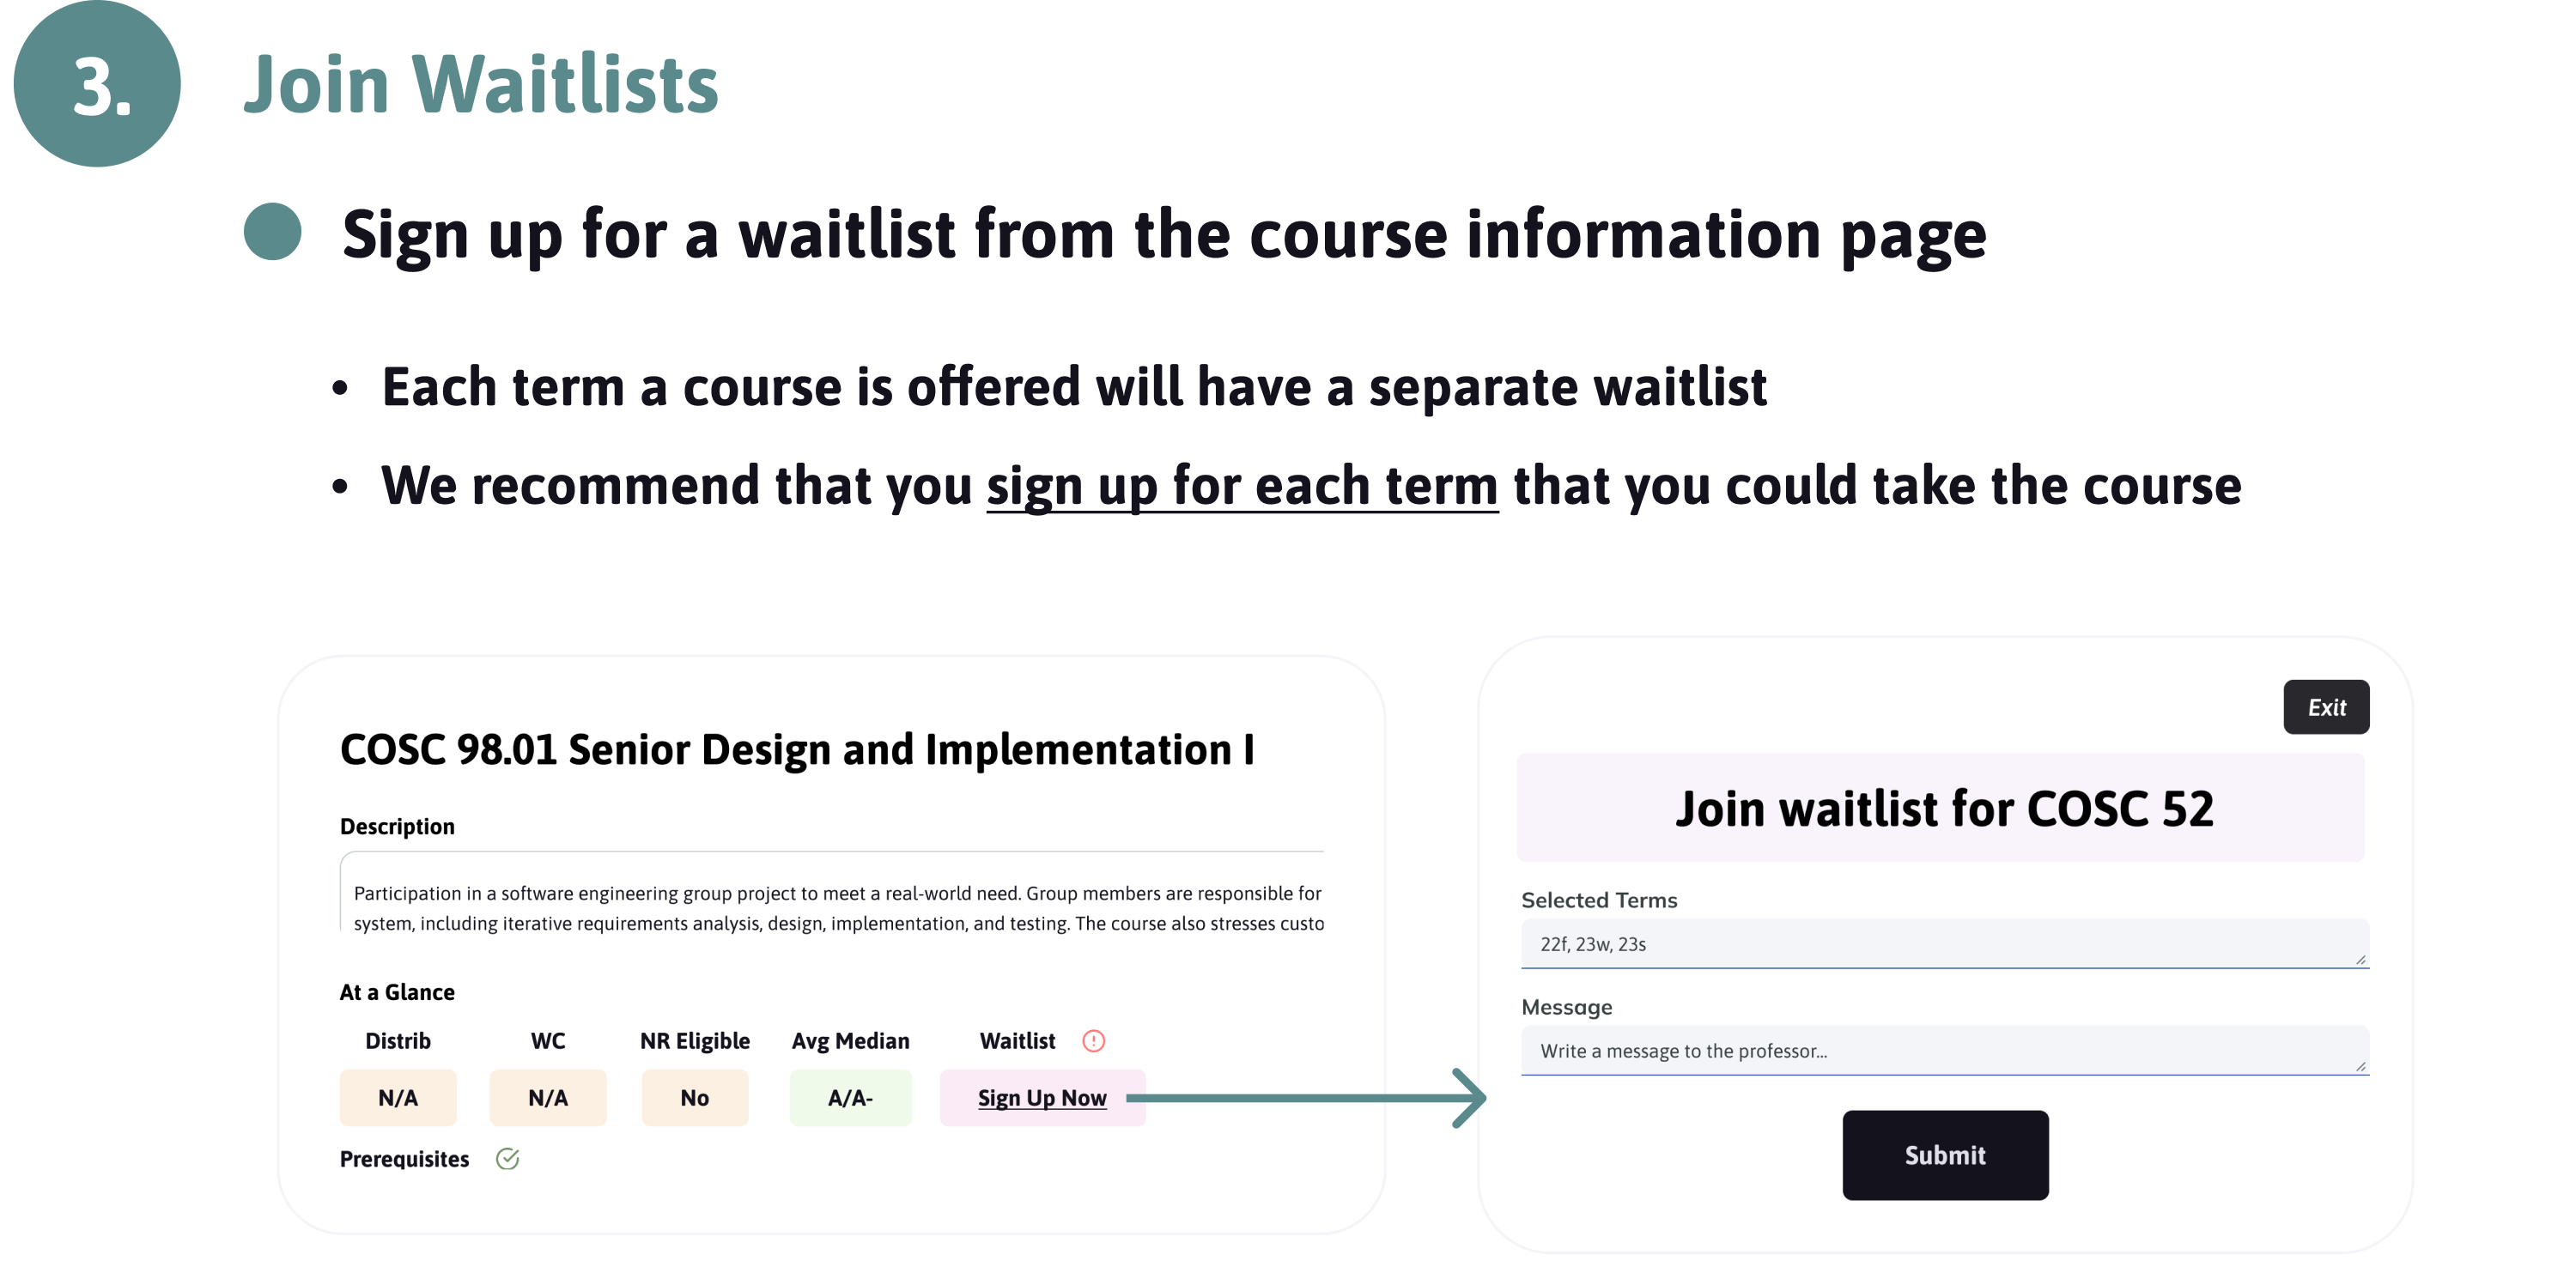 3.
Join Waitlists
Sign up for a waitlist from the course information page
• Each term a course is offered will have a separate waitlist
• We recommend that you sign up for each term that you could take the course
COSC 98.01 Senior Design and Implementation I
Description
Participation in a software engineering group project to meet a real-world need. Group members are responsible for
system, including iterative requirements analysis, design, implementation, and testing. The course also stresses custo
At a Glance
Distrib WC NR Eligible Avg Median Waitlist
N/A N/A No A/A- Sign Up Now
Prerequisites
Exit
Join waitlist for COSC 52
Selected Terms
22f, 23w, 23s
Message
Write a message to the professor...
Submit